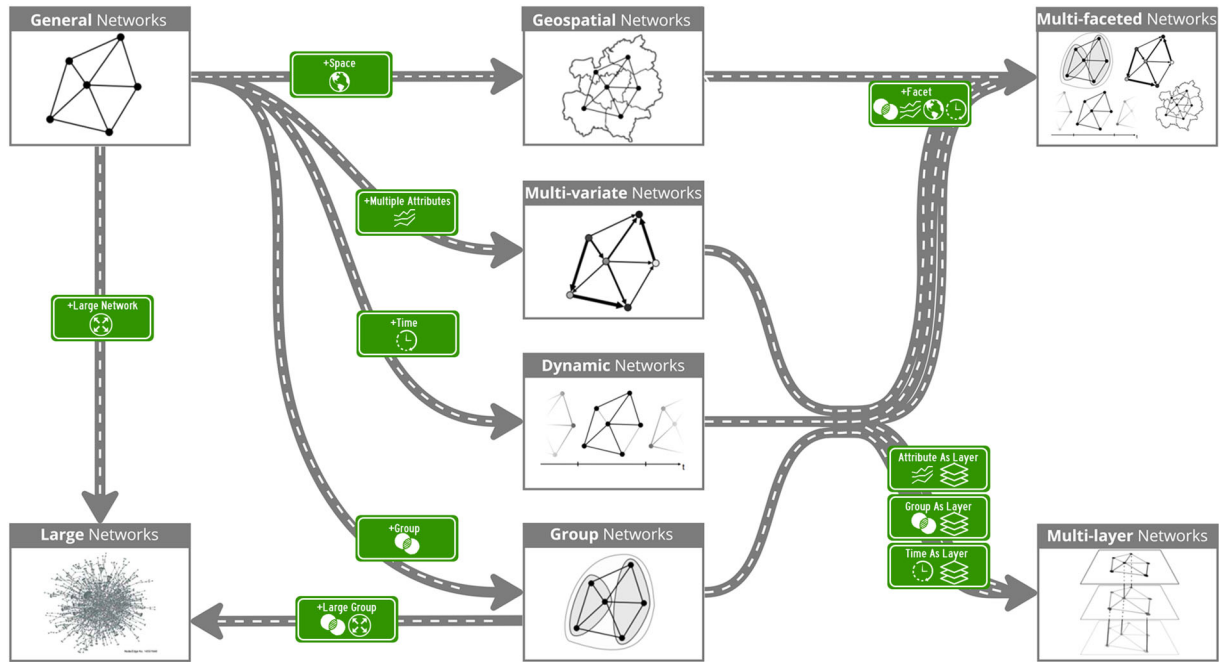 General Networks
Geospatial Networks
Multi-faceted Networks
+Space
+Facet
Multi-variate Networks
+Multiple Attributes
+Large Network
+Time
Dynamic Networks
t
t
Attribute As Layer
Group As Layer
Time As Layer
+Group
Large Networks
Group Networks
Multi-layer Networks
+Large Group